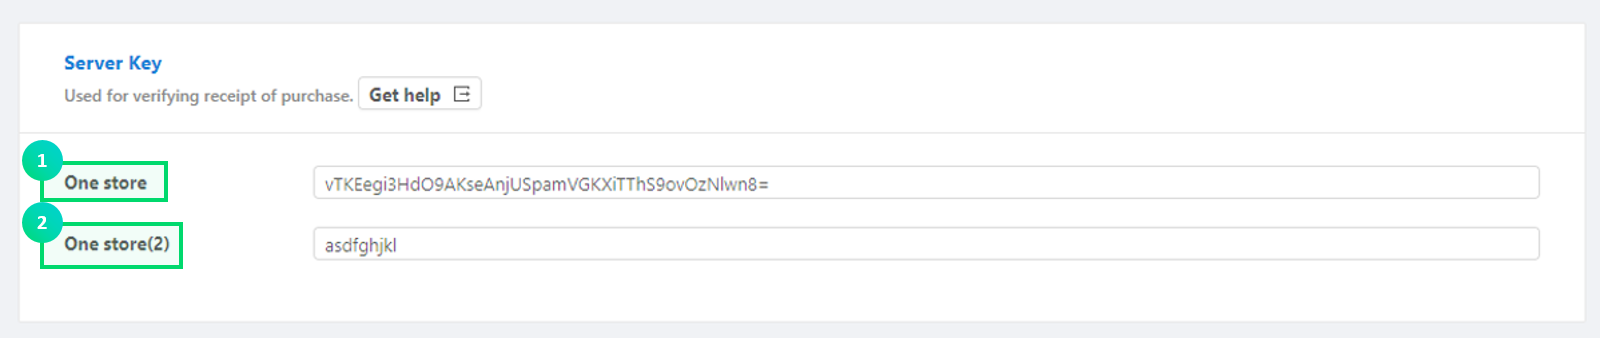 Server Key
Used for verifying receipt of purchase. Get help
1
One store vTKEegi3HdO9AKseAnjUSpamVGKXiTThS9ovOzNlwn8=
2
One store(2) asdfghjkl